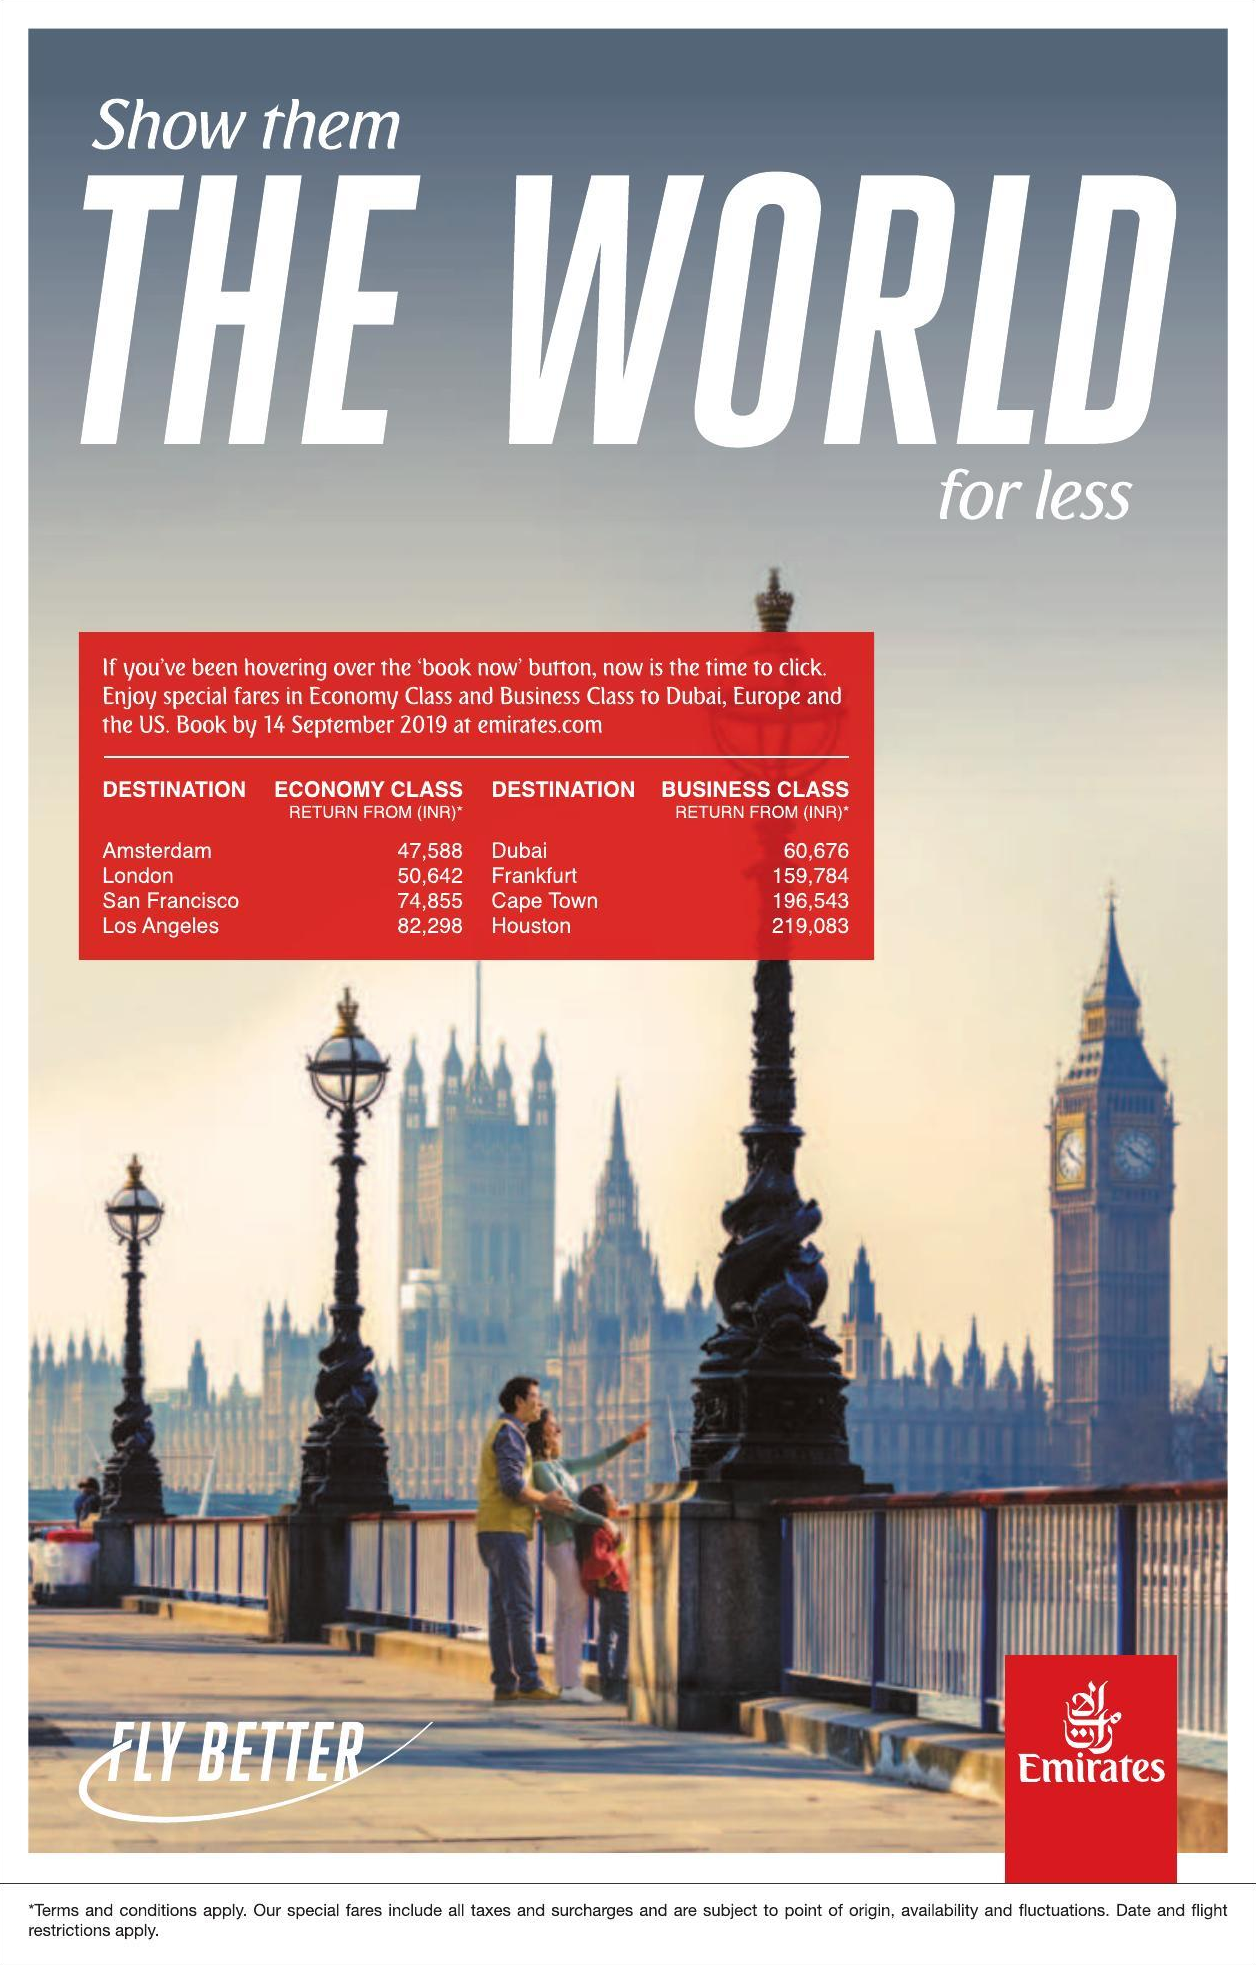 Show them
THE WORLD
for less
If you've been hovering over the ‘book now’ button, now is the time to click.
Enjoy special fares in Economy Class and Business Class to Dubai, Europe and
the US. Book by 14 September 2019 at emirates.com
DESTINATION ECONOMY CLASS DESTINATION BUSINESS CLASS
RETURN FROM (INR)* RETURN FROM (INR)*
Amsterdam 47,588 Dubai 60,676
London 50,642 Frankfurt 159,784
San Francisco 74,855 Cape Town 196,543
Los Angeles 82,298 Houston 219,083
FLY BETTER
Emirates
*Terms and conditions apply. Our special fares include all taxes and surcharges and are subject to point of origin, availability and fluctuations. Date and flight
restrictions apply.